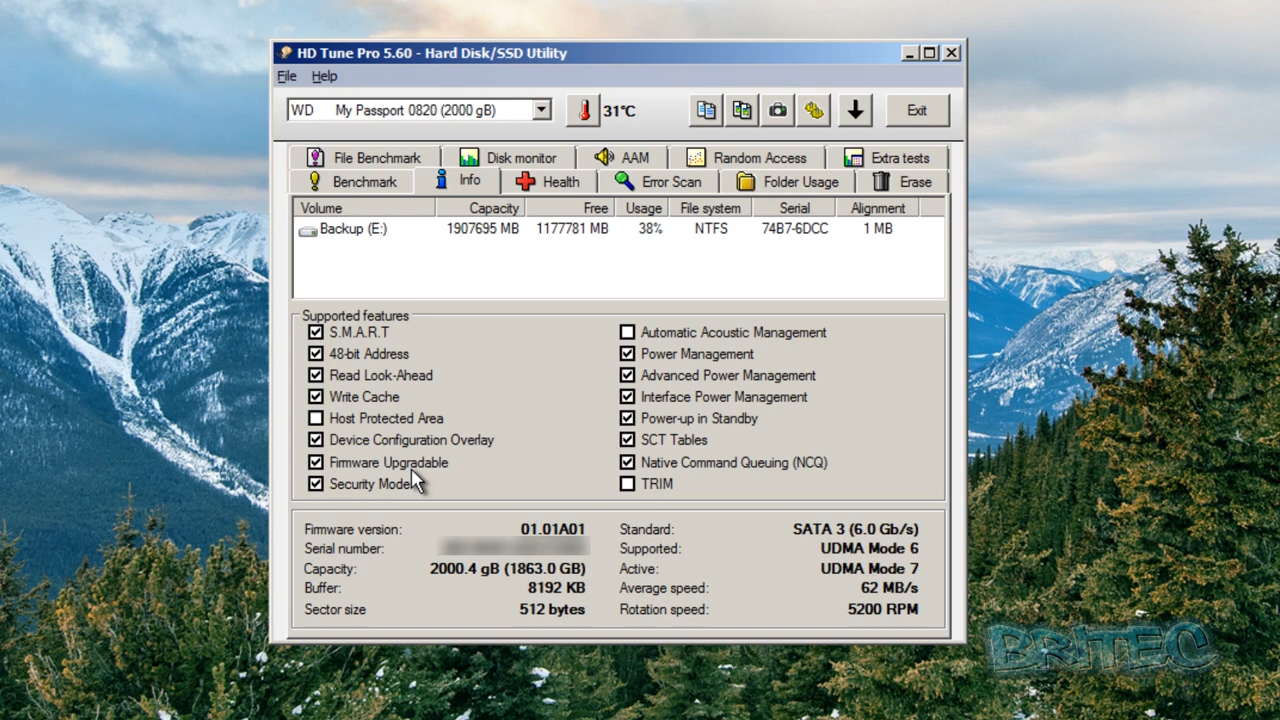 HD Tune Pro 5.60 - Hard Disk/SSD Utility
File Help
WD My Passport 0820 (2000 gB) 31°C Exit
File Benchmark Disk monitor AAM Random Access Extra tests
Benchmark Info Health Error Scan Folder Usage Erase
Volume Capacity Free Usage File system Serial Alignment
Backup (E:) 1907695 MB 1177781 MB 38% NTFS 74B7-6DCC 1 MB
Supported features
S.M.A.R.T Automatic Acoustic Management
48-bit Address Power Management
Read Look-Ahead Advanced Power Management
Write Cache Interface Power Management
Host Protected Area Power-up in Standby
Device Configuration Overlay SCT Tables
Firmware Upgradable Native Command Queuing (NCQ)
Security Mode TRIM
Firmware version: 01.01A01 Standard: SATA 3 (6.0 Gb/s)
Serial number: Supported: UDMA Mode 6
Capacity: 2000.4 gB (1863.0 GB) Active: UDMA Mode 7
Buffer: 8192 KB Average speed: 62 MB/s
Sector size 512 bytes Rotation speed: 5200 RPM
BRITEC